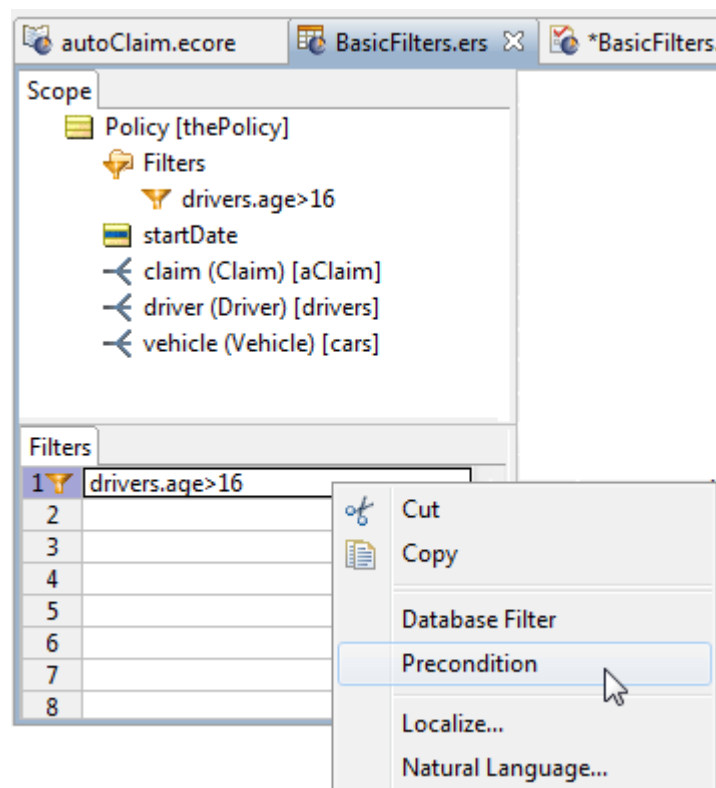 autoClaim.ecore BasicFilters.ers *BasicFilters.
Scope
Policy [thePolicy]
Filters
drivers.age>16
startDate
claim (Claim) [aClaim]
driver (Driver) [drivers]
vehicle (Vehicle) [cars]
Filters
1 drivers.age>16
2
3
4
5
6
7
8
Cut
Copy
Database Filter
Precondition
Localize...
Natural Language...